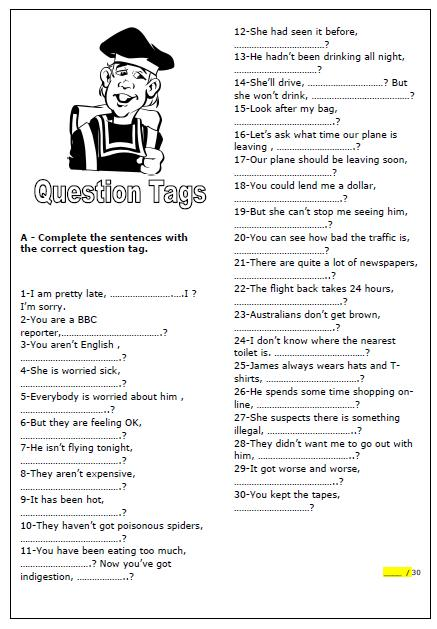 Question Tags
A - Complete the sentences with
the correct question tag.
1-I am pretty late, ……………………….…I ?
I'm sorry.
2-You are a BBC
reporter,………………………….?
3-You aren't English ,
………………………….?
4-She is worried sick,
………………………….?
5-Everybody is worried about him ,
………………………..?
6-But they are feeling OK,
………………………….?
7-He isn't flying tonight,
………………………….?
8-They aren't expensive,
………………………….?
9-It has been hot,
………………………….?
10-They haven't got poisonous spiders,
………………………….?
11-You have been eating too much,
………………….? Now you've got
indigestion, ……………..?
12-She had seen it before,
……………………….?
13-He hadn't been drinking all night,
…………………….?
14-She'll drive, …………………….? But
she won't drink, ………………………….?
15-Look after my bag,
………………………….?
16-Let's ask what time our plane is
leaving , …………………….?
17-Our plane should be leaving soon,
………………………….?
18-You could lend me a dollar,
…………………………….?
19-But she can't stop me seeing him,
……………………….?
20-You can see how bad the traffic is,
……………………….?
21-There are quite a lot of newspapers,
………………………..?
22-The flight back takes 24 hours,
…………………………….?
23-Australians don't get brown,
………………………….?
24-I don't know where the nearest
toilet is. ……………………….?
25-James always wears hats and T-
shirts, ……………………….?
26-He spends some time shopping on-
line, ………………………….?
27-She suspects there is something
illegal, ………………………..?
28-They didn't want me to go out with
him, ………………………..?
29-It got worse and worse,
………………………..?
30-You kept the tapes,
…………………….?
____ / 30